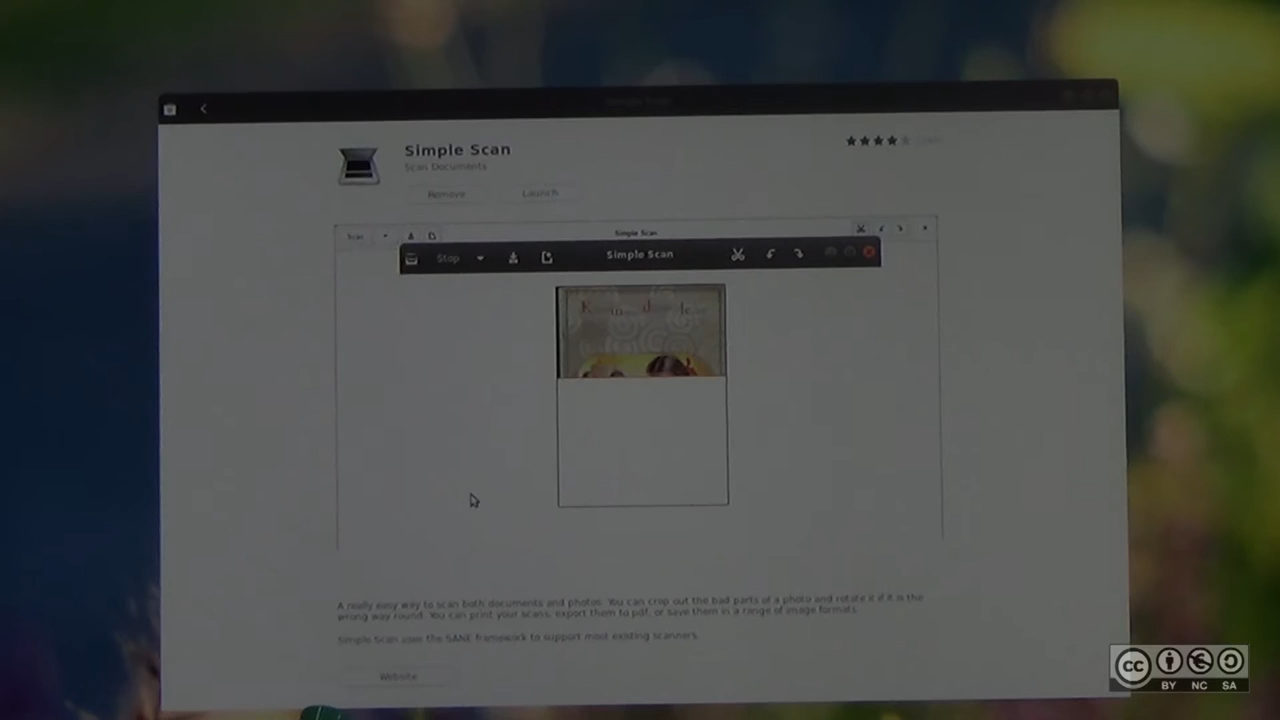 Simple Scan
Scan Documents
Remove
Launch
Scan
Simple Scan
Stop
Simple Scan
A really easy way to scan both documents and photos. You can crop out the bad parts of a photo and rotate it if it is the
wrong way round. You can print your scans, export them to pdf, or save them in a range of image formats.
Simple Scan uses the SANE framework to support most existing scanners.
Website
CC BY NC SA